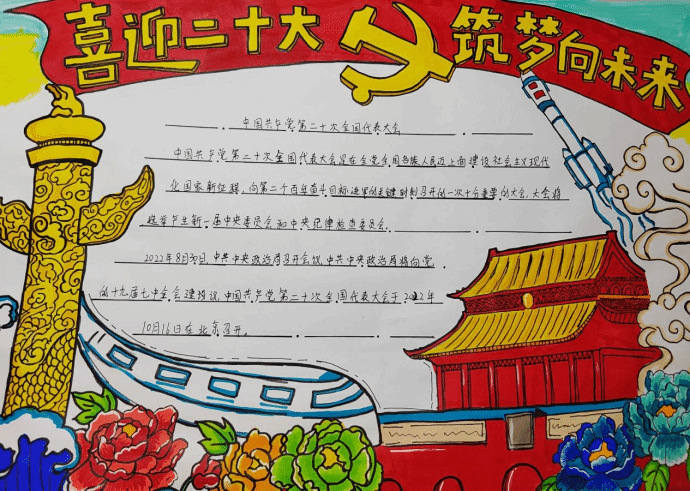 喜迎二十大 筑梦向未来
中国共产党第二十次全国代表大会
中国共产党第二十次全国代表大会是在全党全国各族人民迈上全面建设社会主义现代
化国家新征程、向第二个百年奋斗目标进军的关键时刻召开的一次十分重要的大会,大会将
选举产生新一届中央委员会和中央纪律检查委员会。
2022年8月30日,中共中央政治局召开会议,中共中央政治局将向党
的十九届七中全会建议,中国共产党第二十次全国代表大会于2022年
10月16日在北京召开。